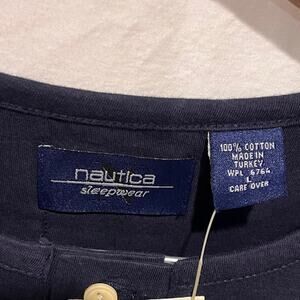 nautica
sleepwear
100% COTTON
MADE IN
TURKEY
WPL 6764
L
CARE OVER